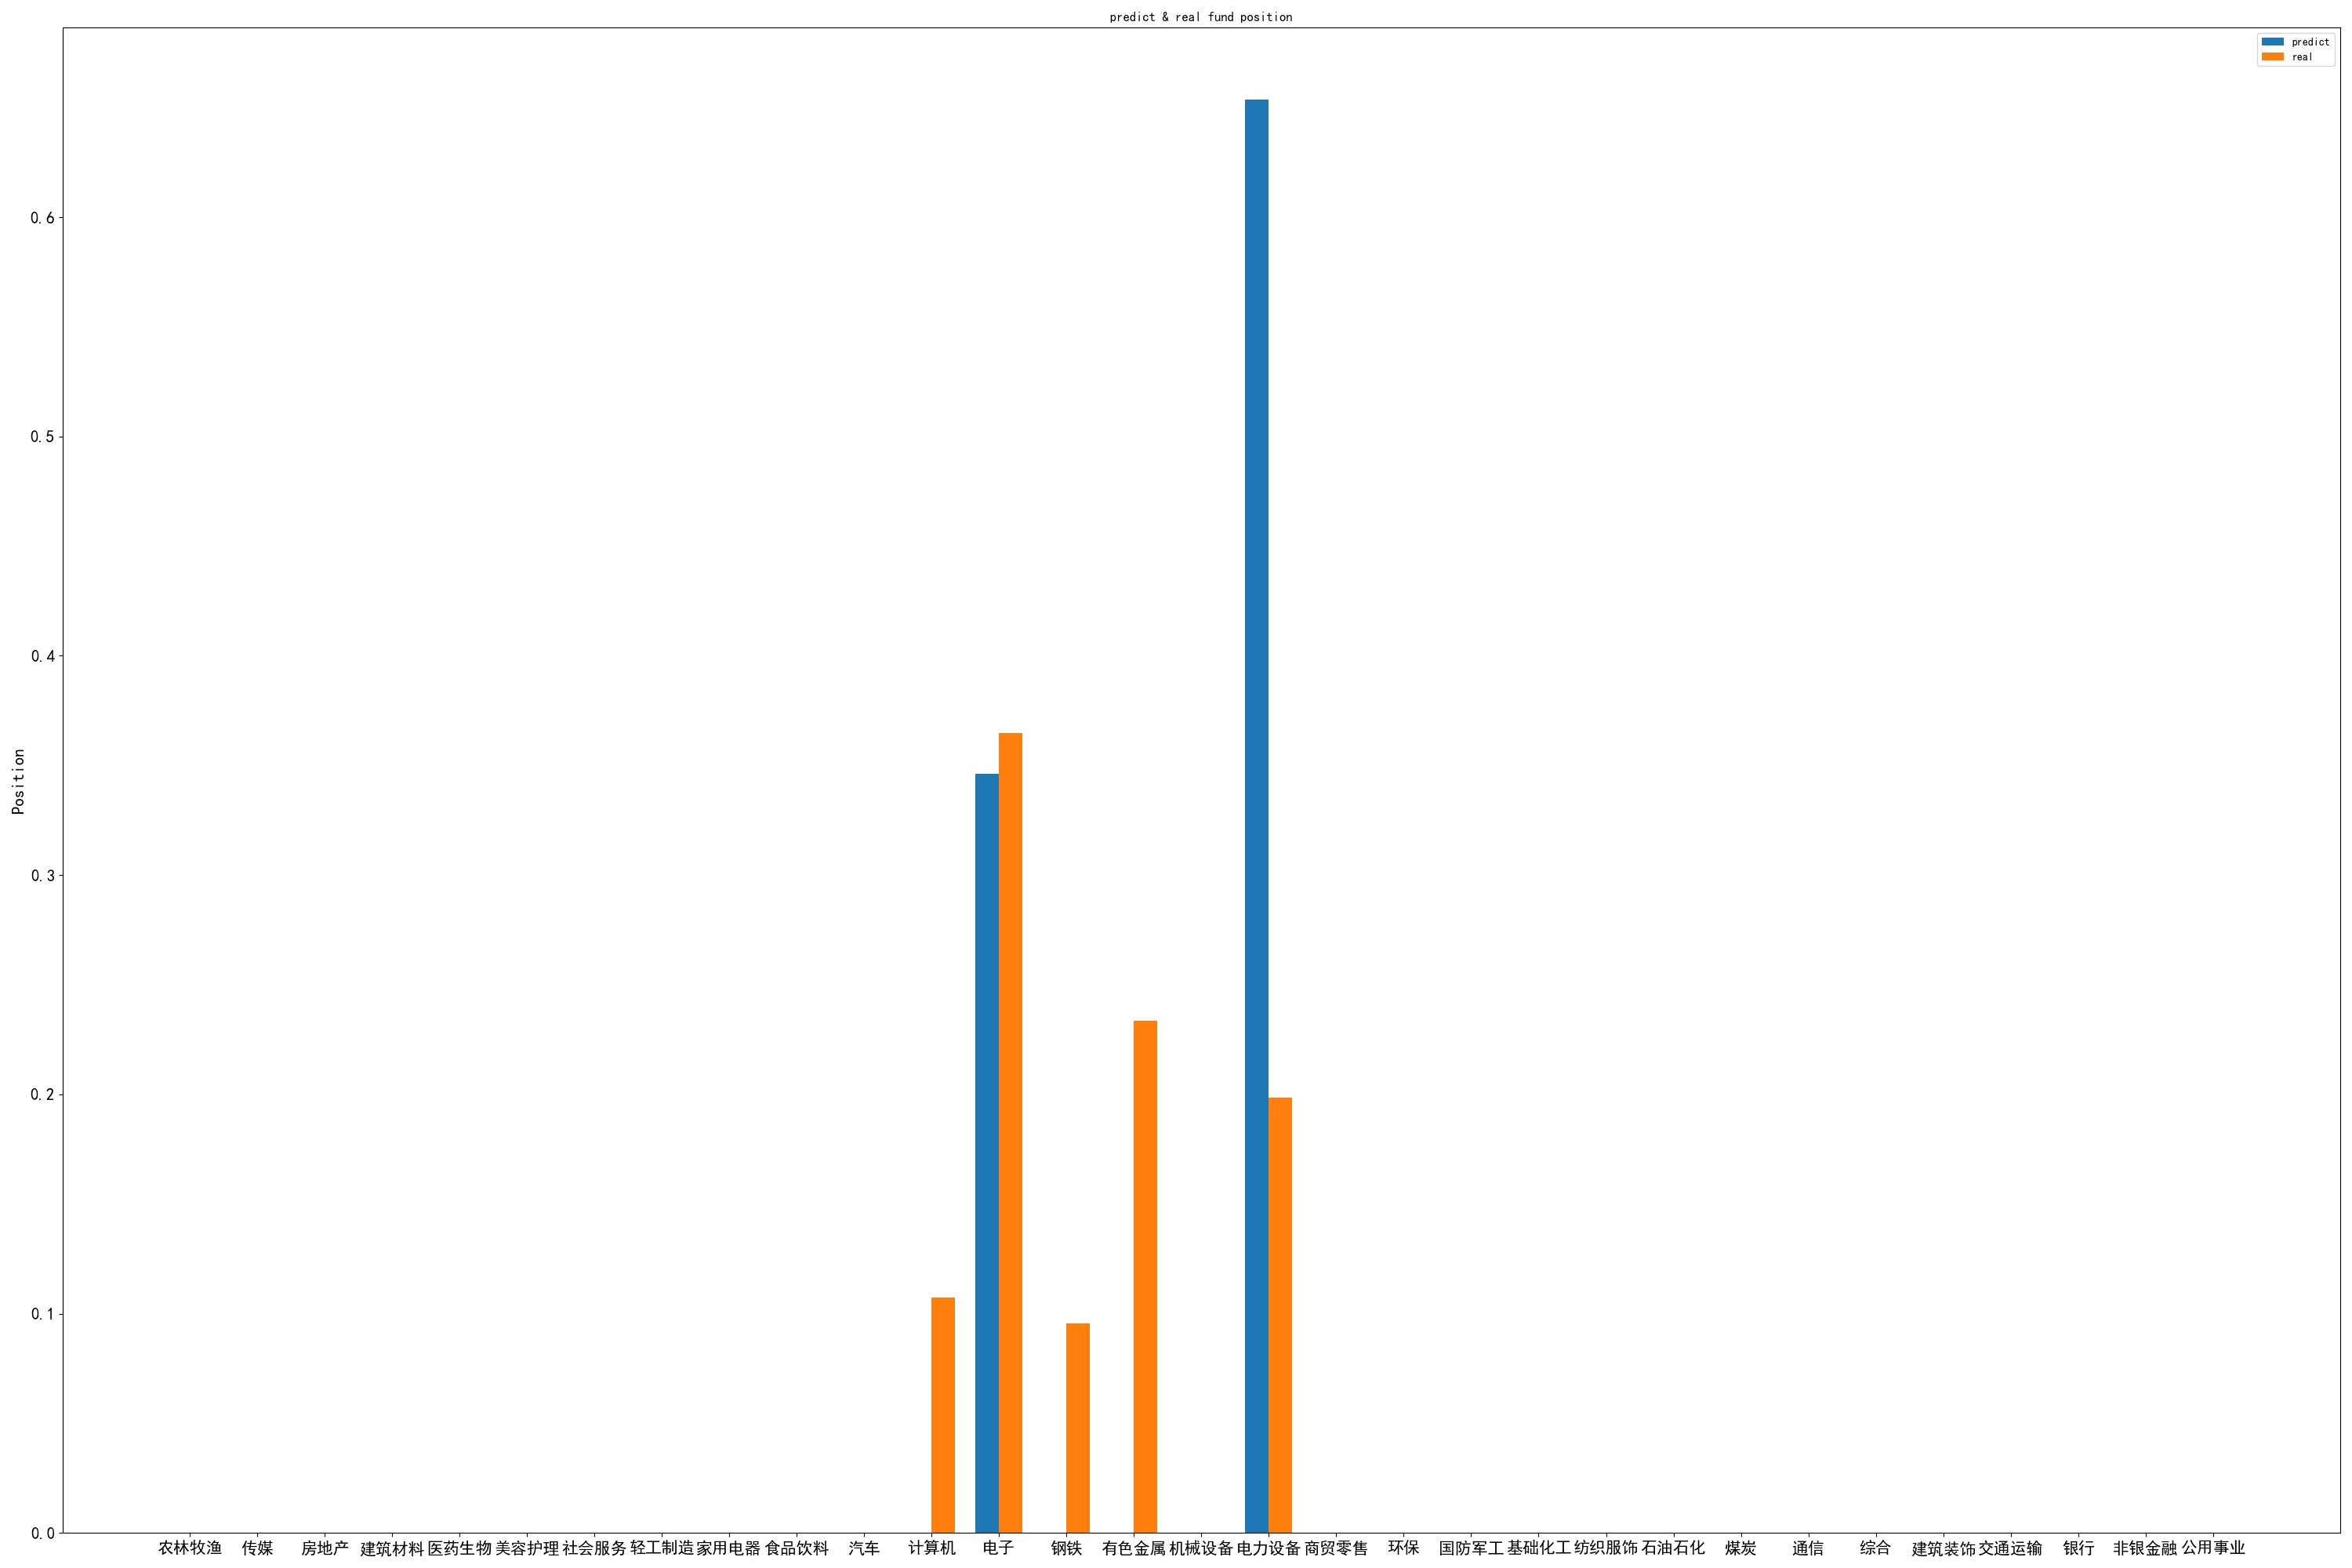 predict & real fund position
predict
real
Position
0.6
0.5
0.4
0.3
0.2
0.1
0.0
农林牧渔 传媒 房地产 建筑材料 医药生物 美容护理 社会服务 轻工制造 家用电器 食品饮料 汽车 计算机 电子 钢铁 有色金属 机械设备 电力设备 商贸零售 环保 国防军工 基础化工 纺织服饰 石油石化 煤炭 通信 综合 建筑装饰 交通运输 银行 非银金融 公用事业